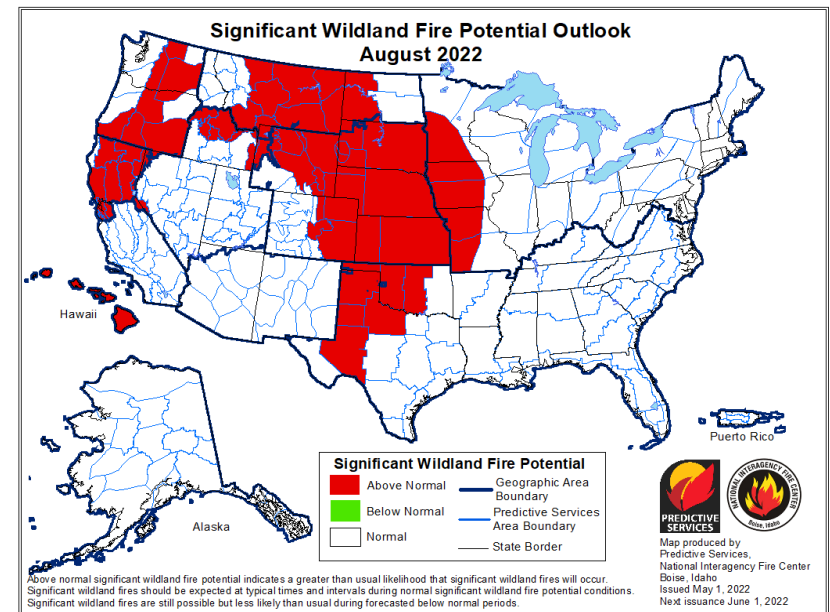 Significant Wildland Fire Potential Outlook
August 2022
Hawaii
Alaska
Puerto Rico
Significant Wildland Fire Potential
Above Normal
Below Normal
Normal
Geographic Area
Boundary
Predictive Services
Area Boundary
State Border
PREDICTIVE
SERVICES
NATIONAL INTERAGENCY FIRE CENTER
Boise, Idaho
Map produced by
Predictive Services,
National Interagency Fire Center
Boise, Idaho
Issued May 1, 2022
Next issuance June 1, 2022
Above normal significant wildland fire potential indicates a greater than usual likelihood that significant wildland fires will occur.
Significant wildland fires should be expected at typical times and intervals during normal significant wildland fire potential conditions.
Significant wildland fires are still possible but less likely than usual during forecasted below normal periods.